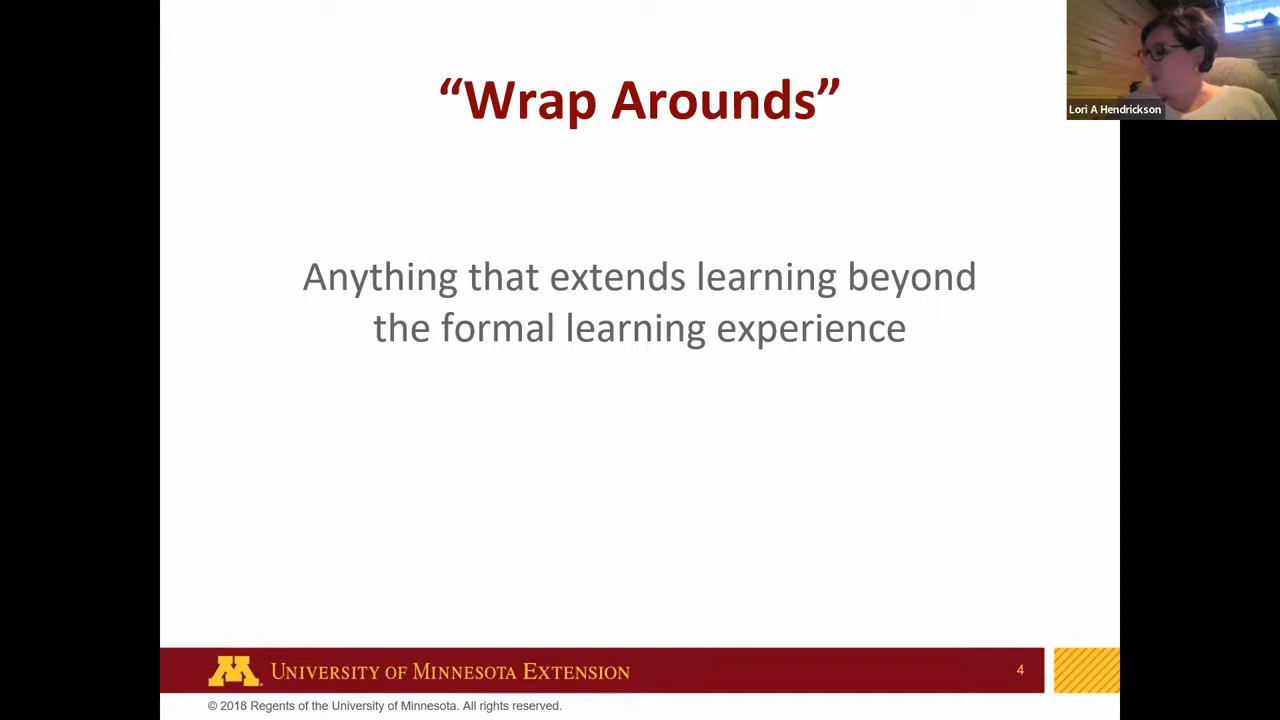 “Wrap Arounds”
Lori A Hendrickson
Anything that extends learning beyond
the formal learning experience
M
UNIVERSITY OF MINNESOTA EXTENSION
4
© 2018 Regents of the University of Minnesota. All rights reserved.